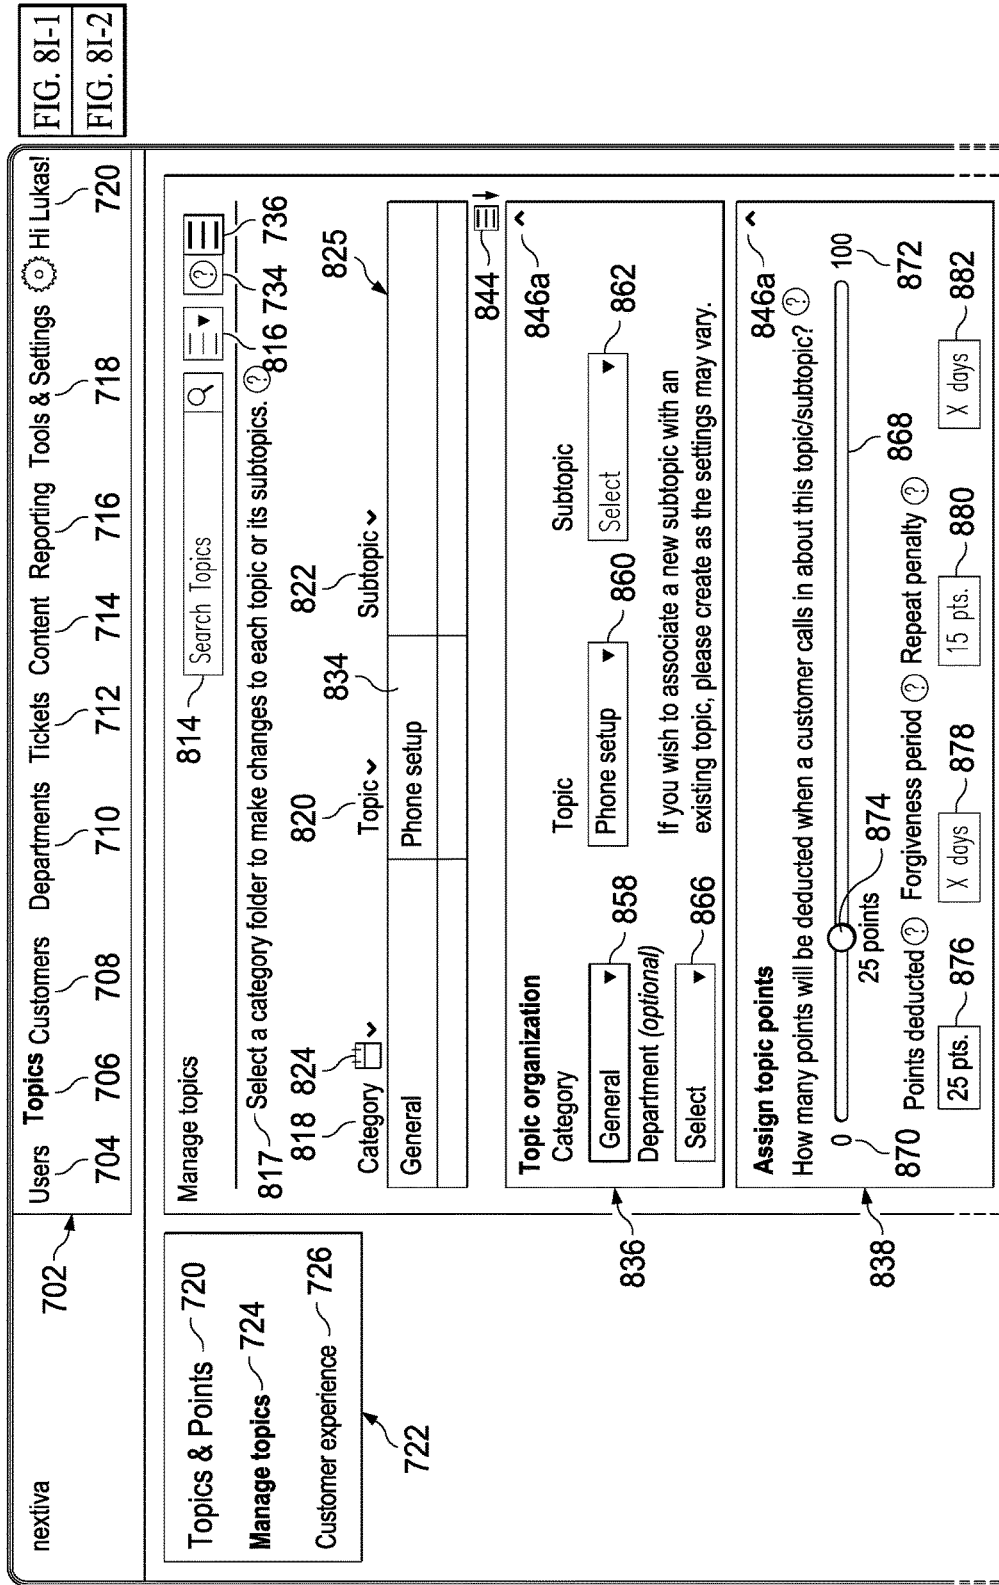 FIG. 8I-1
FIG. 8I-2
nextiva
Users Topics Customers Departments Tickets Content Reporting Tools & Settings Hi Lukas!
702 704 706 708 710 712 714 716 718 720
Topics & Points 720
Manage topics 724
Customer experience 726
722
Manage topics
814 Search Topics
816 734 736
817 Select a category folder to make changes to each topic or its subtopics. ?
818 824 820 822
Category Topic Subtopic
825
834
General Phone setup
844
Topic organization
846a
Category Topic Subtopic
General 858 Phone setup 860 Select 862
Department (optional)
Select 866
If you wish to associate a new subtopic with an
existing topic, please create as the settings may vary.
836
Assign topic points
846a
How many points will be deducted when a customer calls in about this topic/subtopic? ?
0 100
870 25 points 874 868 872
Points deducted ? Forgiveness period ? Repeat penalty ?
25 pts. 876 X days 878 15 pts. 880 X days 882
838